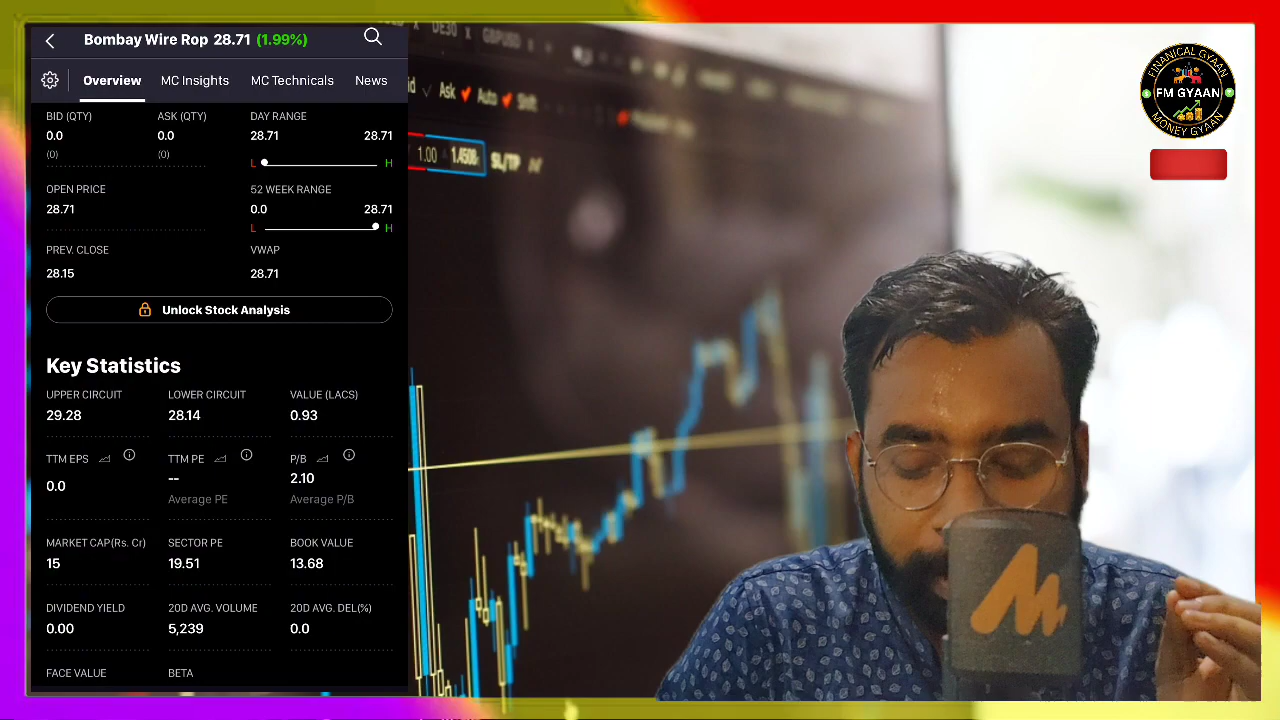 Bombay Wire Rop 28.71 (1.99%)
Overview MC Insights MC Technicals News
BID (QTY) ASK (QTY) DAY RANGE
0.0 0.0 28.71 28.71
(0) (0)
L H
OPEN PRICE 52 WEEK RANGE
28.71 0.0 28.71
L H
PREV. CLOSE VWAP
28.15 28.71
Unlock Stock Analysis
Key Statistics
UPPER CIRCUIT LOWER CIRCUIT VALUE (LACS)
29.28 28.14 0.93
TTM EPS TTM PE P/B
0.0 -- 2.10
Average PE Average P/B
MARKET CAP(Rs. Cr) SECTOR PE BOOK VALUE
15 19.51 13.68
DIVIDEND YIELD 20D AVG. VOLUME 20D AVG. DEL(%)
0.00 5,239 0.0
FACE VALUE BETA
DE30 x GBPUSD
Ask Auto Shift
1.00 1.4508 SL/TP
FINANICAL GYAAN
FM GYAAN
MONEY GYAAN